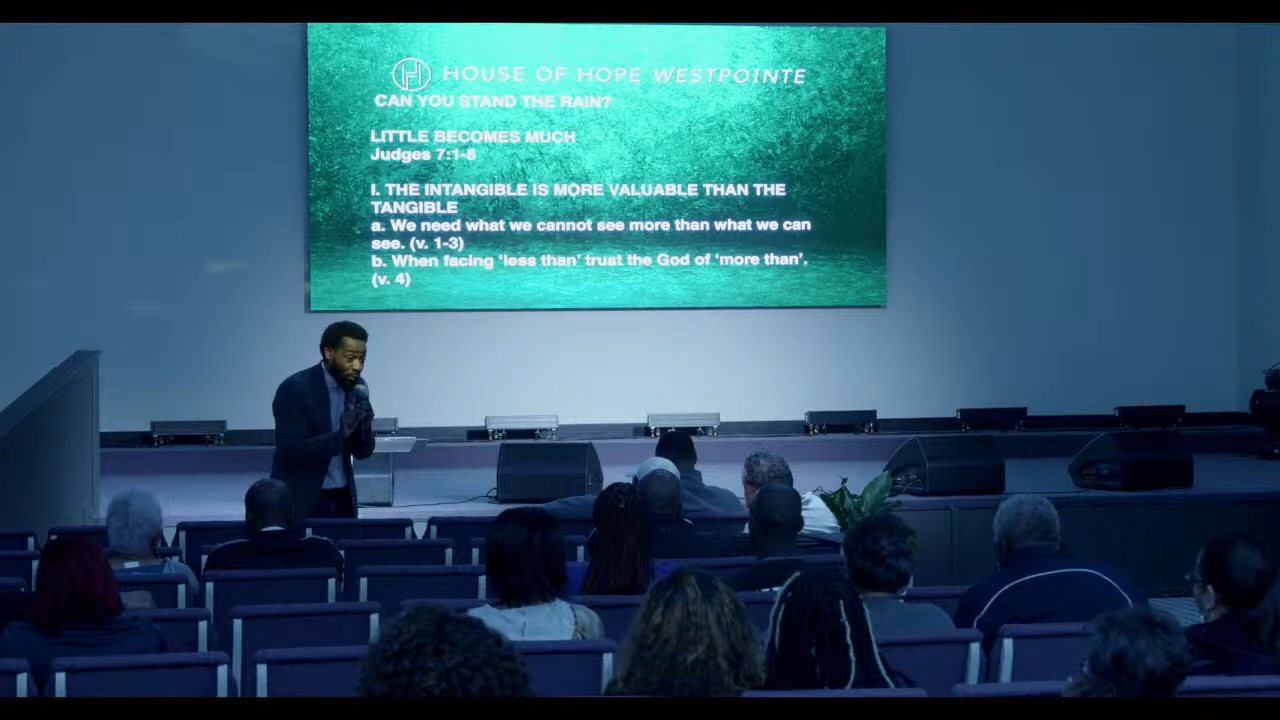 HOUSE OF HOPE WESTPOINTE
CAN YOU STAND THE RAIN?
LITTLE BECOMES MUCH
Judges 7:1-8
I. THE INTANGIBLE IS MORE VALUABLE THAN THE
TANGIBLE
a. We need what we cannot see more than what we can
see. (v. 1-3)
b. When facing ‘less than’ trust the God of ‘more than’.
(v. 4)